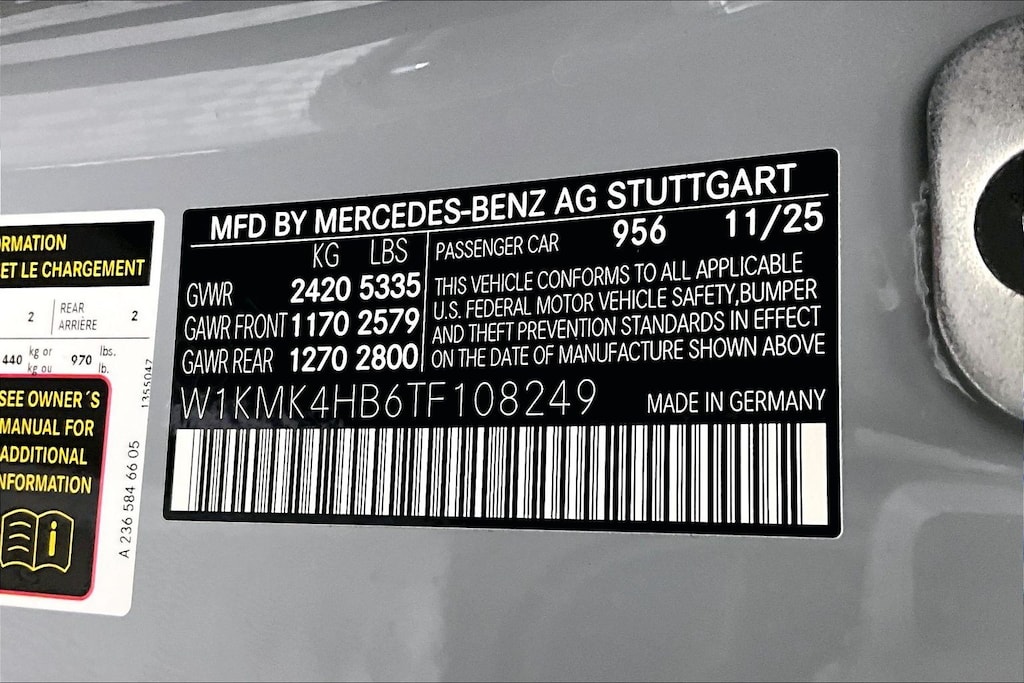 RMATION
ET LE CHARGEMENT
2 REAR ARRIÈRE 2
440 kg or kg ou 970 lbs. lb.
SEE OWNER´S
MANUAL FOR
ADDITIONAL
NFORMATION
i
1355047
A 236 584 66 05
MFD BY MERCEDES-BENZ AG STUTTGART
KG LBS
GVWR 2420 5335
GAWR FRONT 1170 2579
GAWR REAR 1270 2800
PASSENGER CAR 956 11/25
THIS VEHICLE CONFORMS TO ALL APPLICABLE
U.S. FEDERAL MOTOR VEHICLE SAFETY,BUMPER
AND THEFT PREVENTION STANDARDS IN EFFECT
ON THE DATE OF MANUFACTURE SHOWN ABOVE
W1KMK4HB6TF108249
MADE IN GERMANY